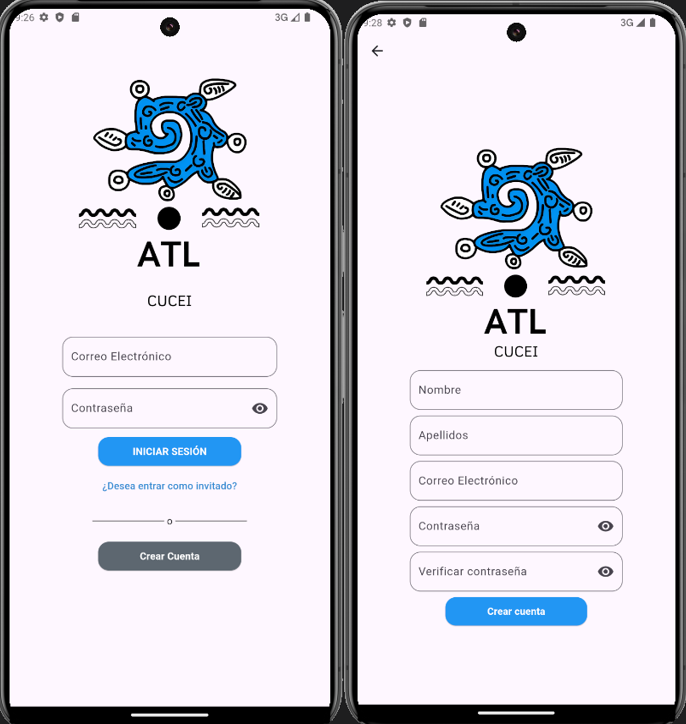 9:26
3G
ATL
CUCEI
Correo Electrónico
Contraseña
INICIAR SESIÓN
¿Desea entrar como invitado?
o
Crear Cuenta
9:28
3G
ATL
CUCEI
Nombre
Apellidos
Correo Electrónico
Contraseña
Verificar contraseña
Crear cuenta